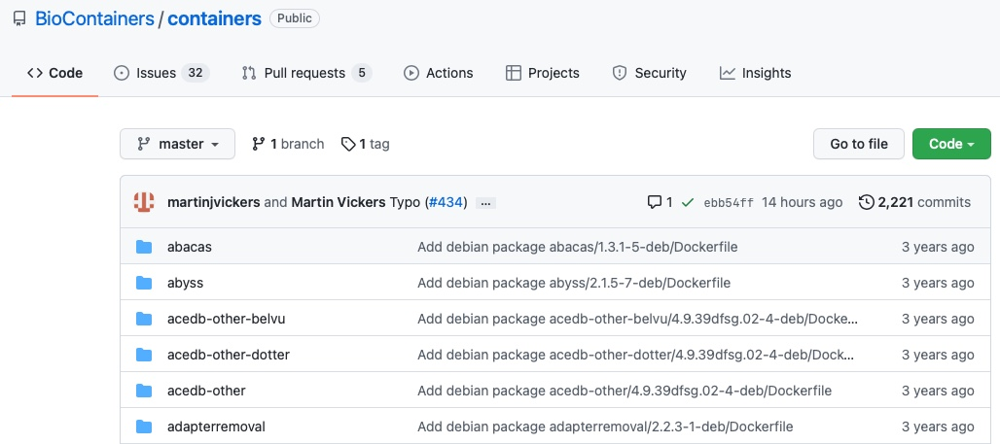 BioContainers / containers Public
Code Issues 32 Pull requests 5 Actions Projects Security Insights
master 1 branch 1 tag Go to file Code
martinjvickers and Martin Vickers Typo (#434) ... 1 ebb54ff 14 hours ago 2,221 commits
abacas Add debian package abacas/1.3.1-5-deb/Dockerfile 3 years ago
abyss Add debian package abyss/2.1.5-7-deb/Dockerfile 3 years ago
acedb-other-belvu Add debian package acedb-other-belvu/4.9.39dfsg.02-4-deb/Docke... 3 years ago
acedb-other-dotter Add debian package acedb-other-dotter/4.9.39dfsg.02-4-deb/Dock... 3 years ago
acedb-other Add debian package acedb-other/4.9.39dfsg.02-4-deb/Dockerfile 3 years ago
adapterremoval Add debian package adapterremoval/2.2.3-1-deb/Dockerfile 3 years ago